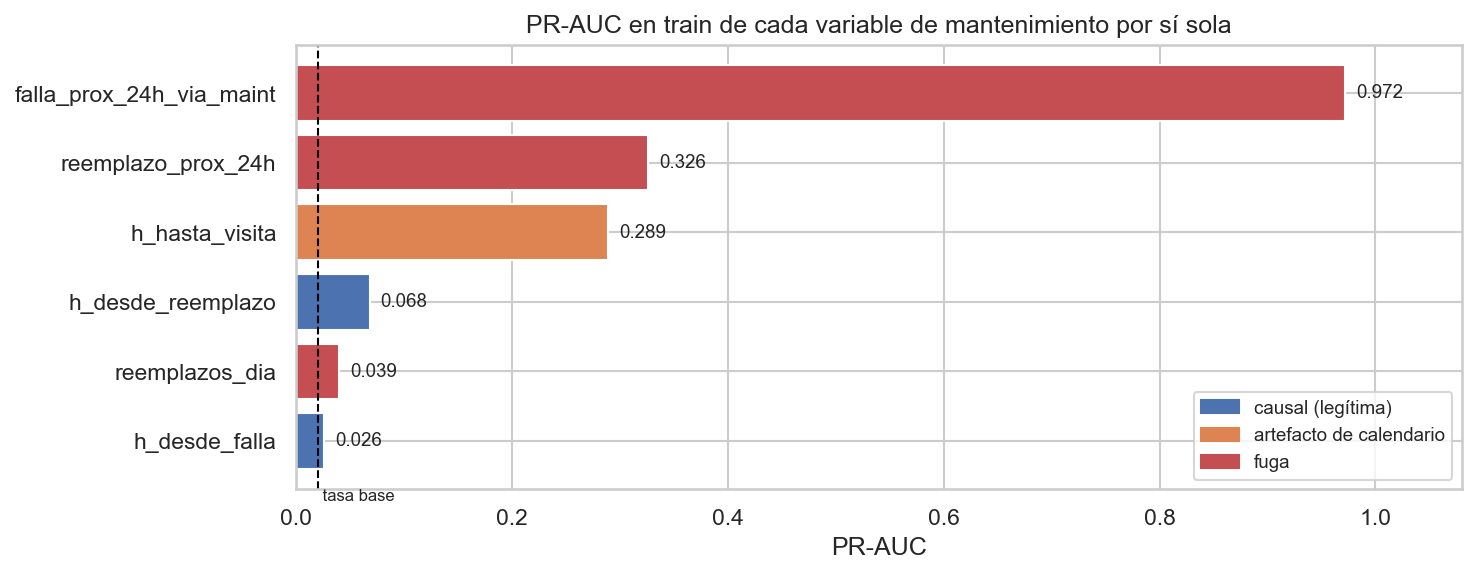 PR-AUC en train de cada variable de mantenimiento por sí sola
falla_prox_24h_via_maint
0.972
reemplazo_prox_24h
0.326
h_hasta_visita
0.289
h_desde_reemplazo
0.068
reemplazos_dia
0.039
h_desde_falla
0.026
causal (legítima)
artefacto de calendario
fuga
tasa base
0.0 0.2 0.4 0.6 0.8 1.0
PR-AUC